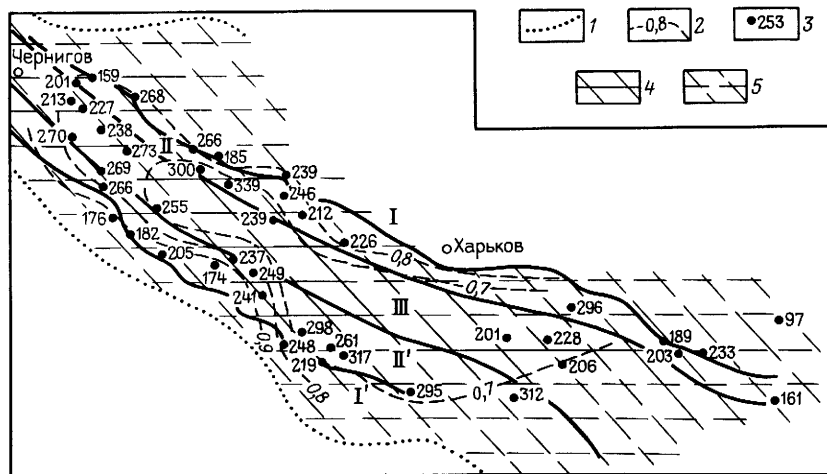 1 0,8 2 253 3
4 5
Чернигов
201 159
213 227 268
270 238
273 II 266 185
269 300 239
266 339 246
176 255 239 212 I
182 226 Харьков
205 237 0,8
174 249 0,7
241 III 296
298 97
0,9 248 261 201 228 189
317 II' 203 233
219 206
0,8 I' 295 0,7 312 161